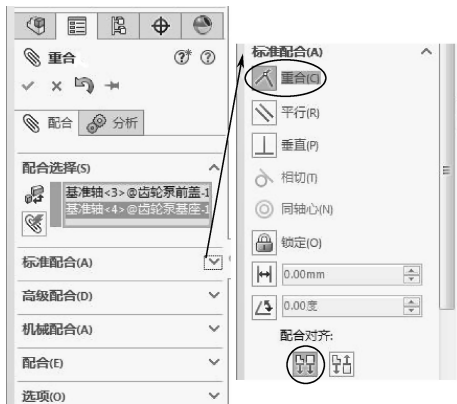 重合
配合
分析
配合选择(S)
基准轴<3>@齿轮泵前盖-1
基准轴<4>@齿轮泵基座-1
标准配合(A)
高级配合(D)
机械配合(A)
配合(E)
选项(O)
标准配合(A)
重合(C)
平行(R)
垂直(P)
相切(T)
同轴心(N)
锁定(O)
0.00mm
0.00度
配合对齐: